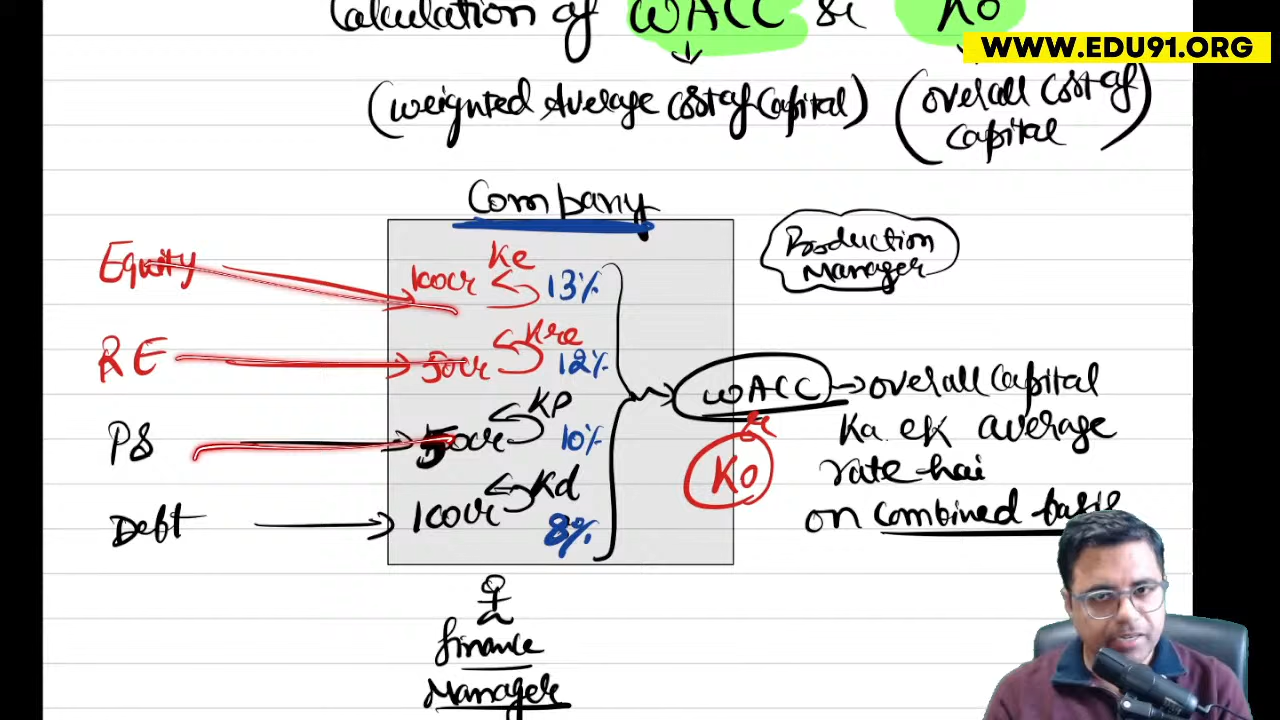 Calculation of WACC & Ko
WWW.EDU91.ORG
(Weighted Average Cost of Capital) (Overall Cost of Capital)
Company
Production Manager
Equity 100cr Ke 13%
RE 50cr Kre 12%
PS 50cr Kp 10%
Debt 100cr Kd 8%
WACC → overall Capital
& Ko
Ka ek average
rate hai
on combined basis
Finance
Manager